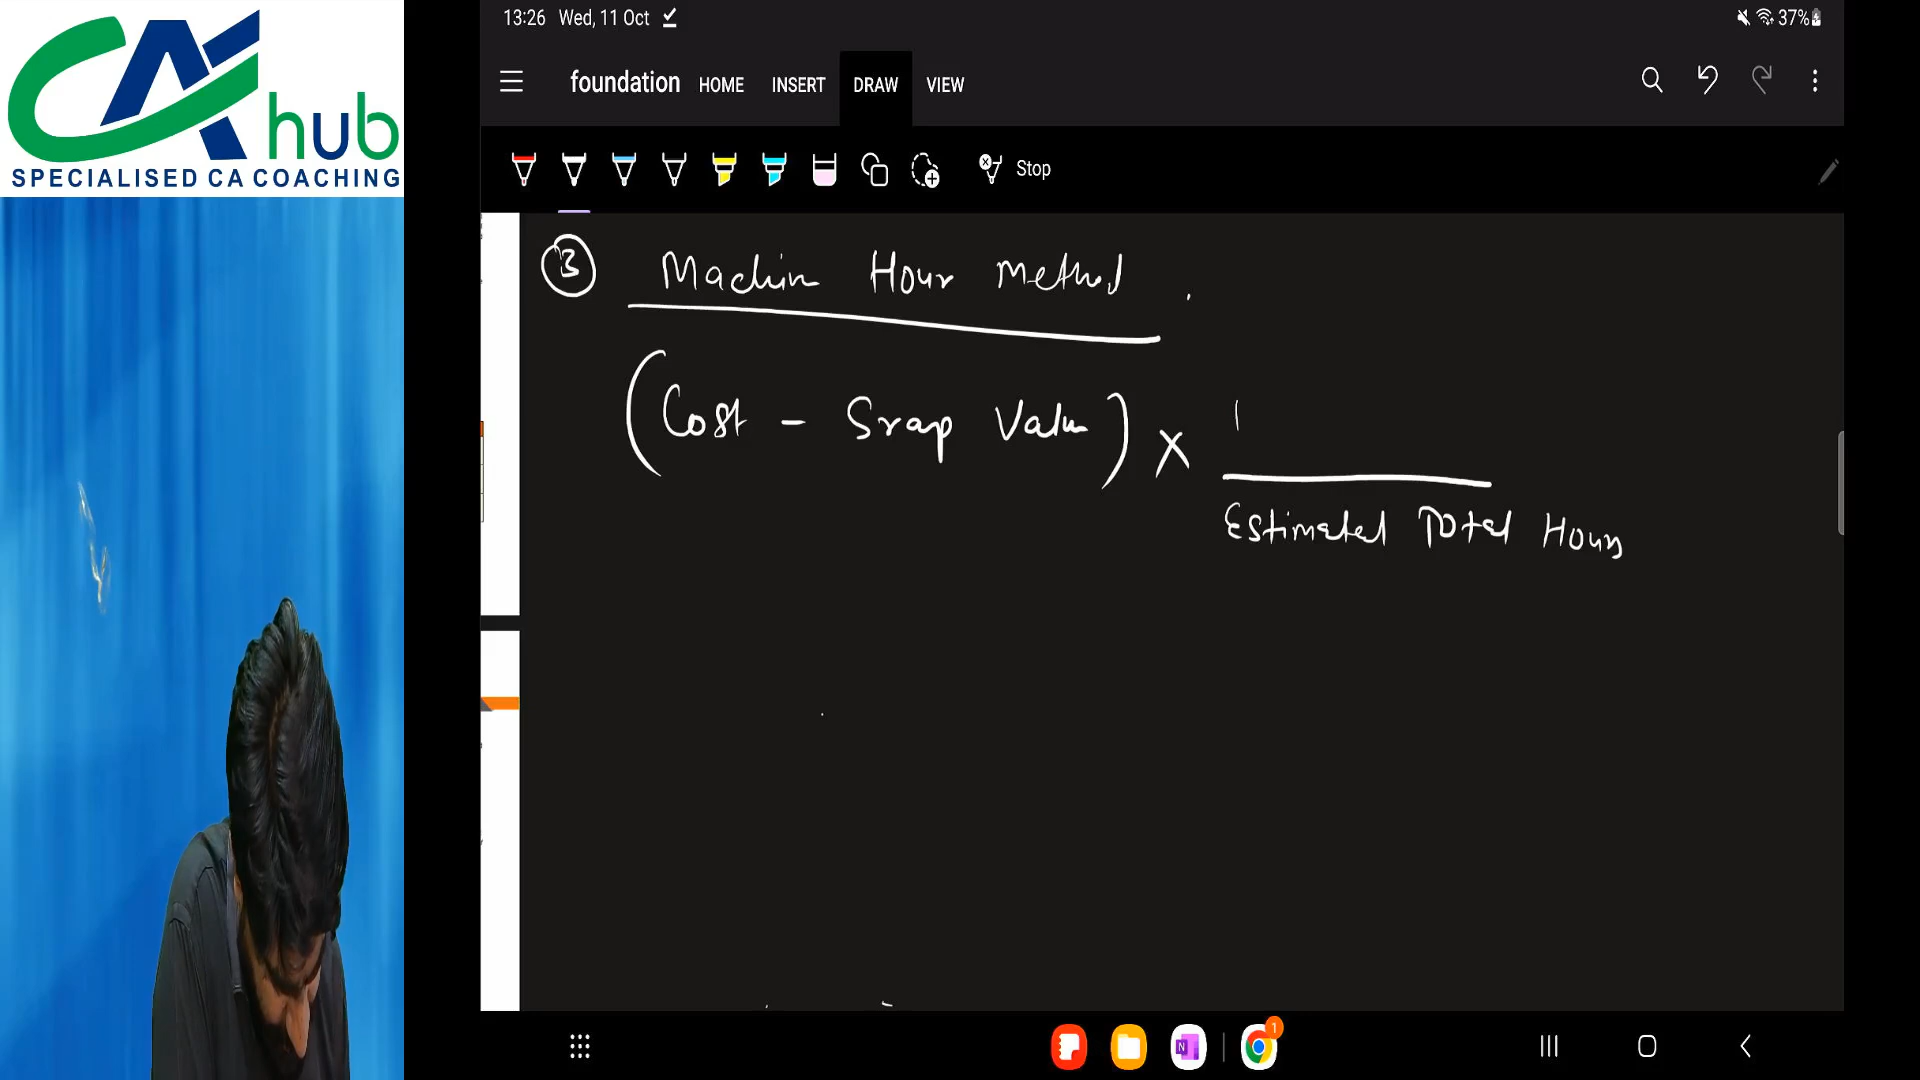 CA hub
SPECIALISED CA COACHING
13:26 Wed, 11 Oct
37%
foundation HOME INSERT DRAW VIEW
Stop
3 Machin Hour Method
(Cost - Srap Value) X
Estimated Total Hours
1